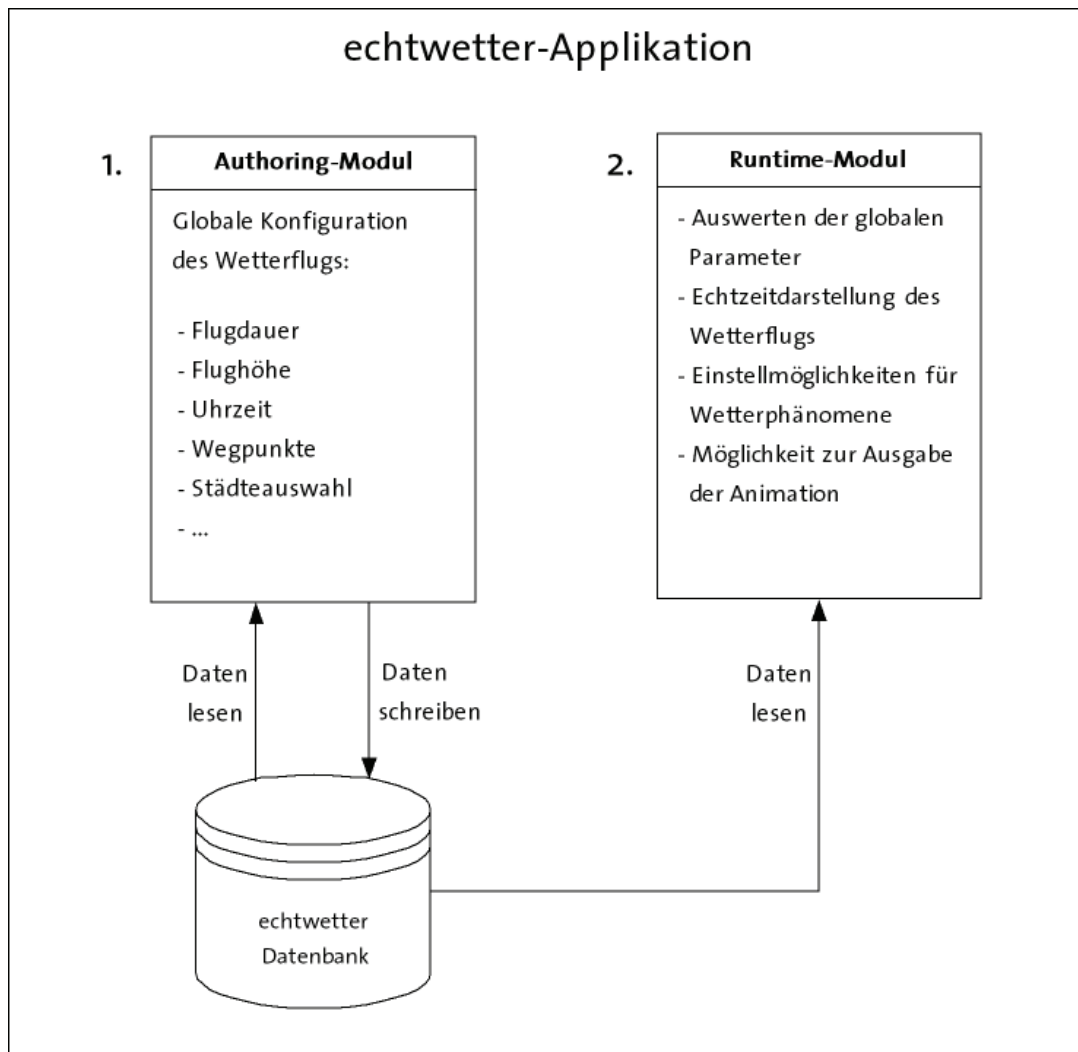 echtwetter-Applikation
1.
Authoring-Modul
Globale Konfiguration
des Wetterflugs:
- Flugdauer
- Flughöhe
- Uhrzeit
- Wegpunkte
- Städteauswahl
- ...
2.
Runtime-Modul
- Auswerten der globalen
Parameter
- Echtzeitdarstellung des
Wetterflugs
- Einstellmöglichkeiten für
Wetterphänomene
- Möglichkeit zur Ausgabe
der Animation
Daten
lesen
Daten
schreiben
Daten
lesen
echtwetter
Datenbank